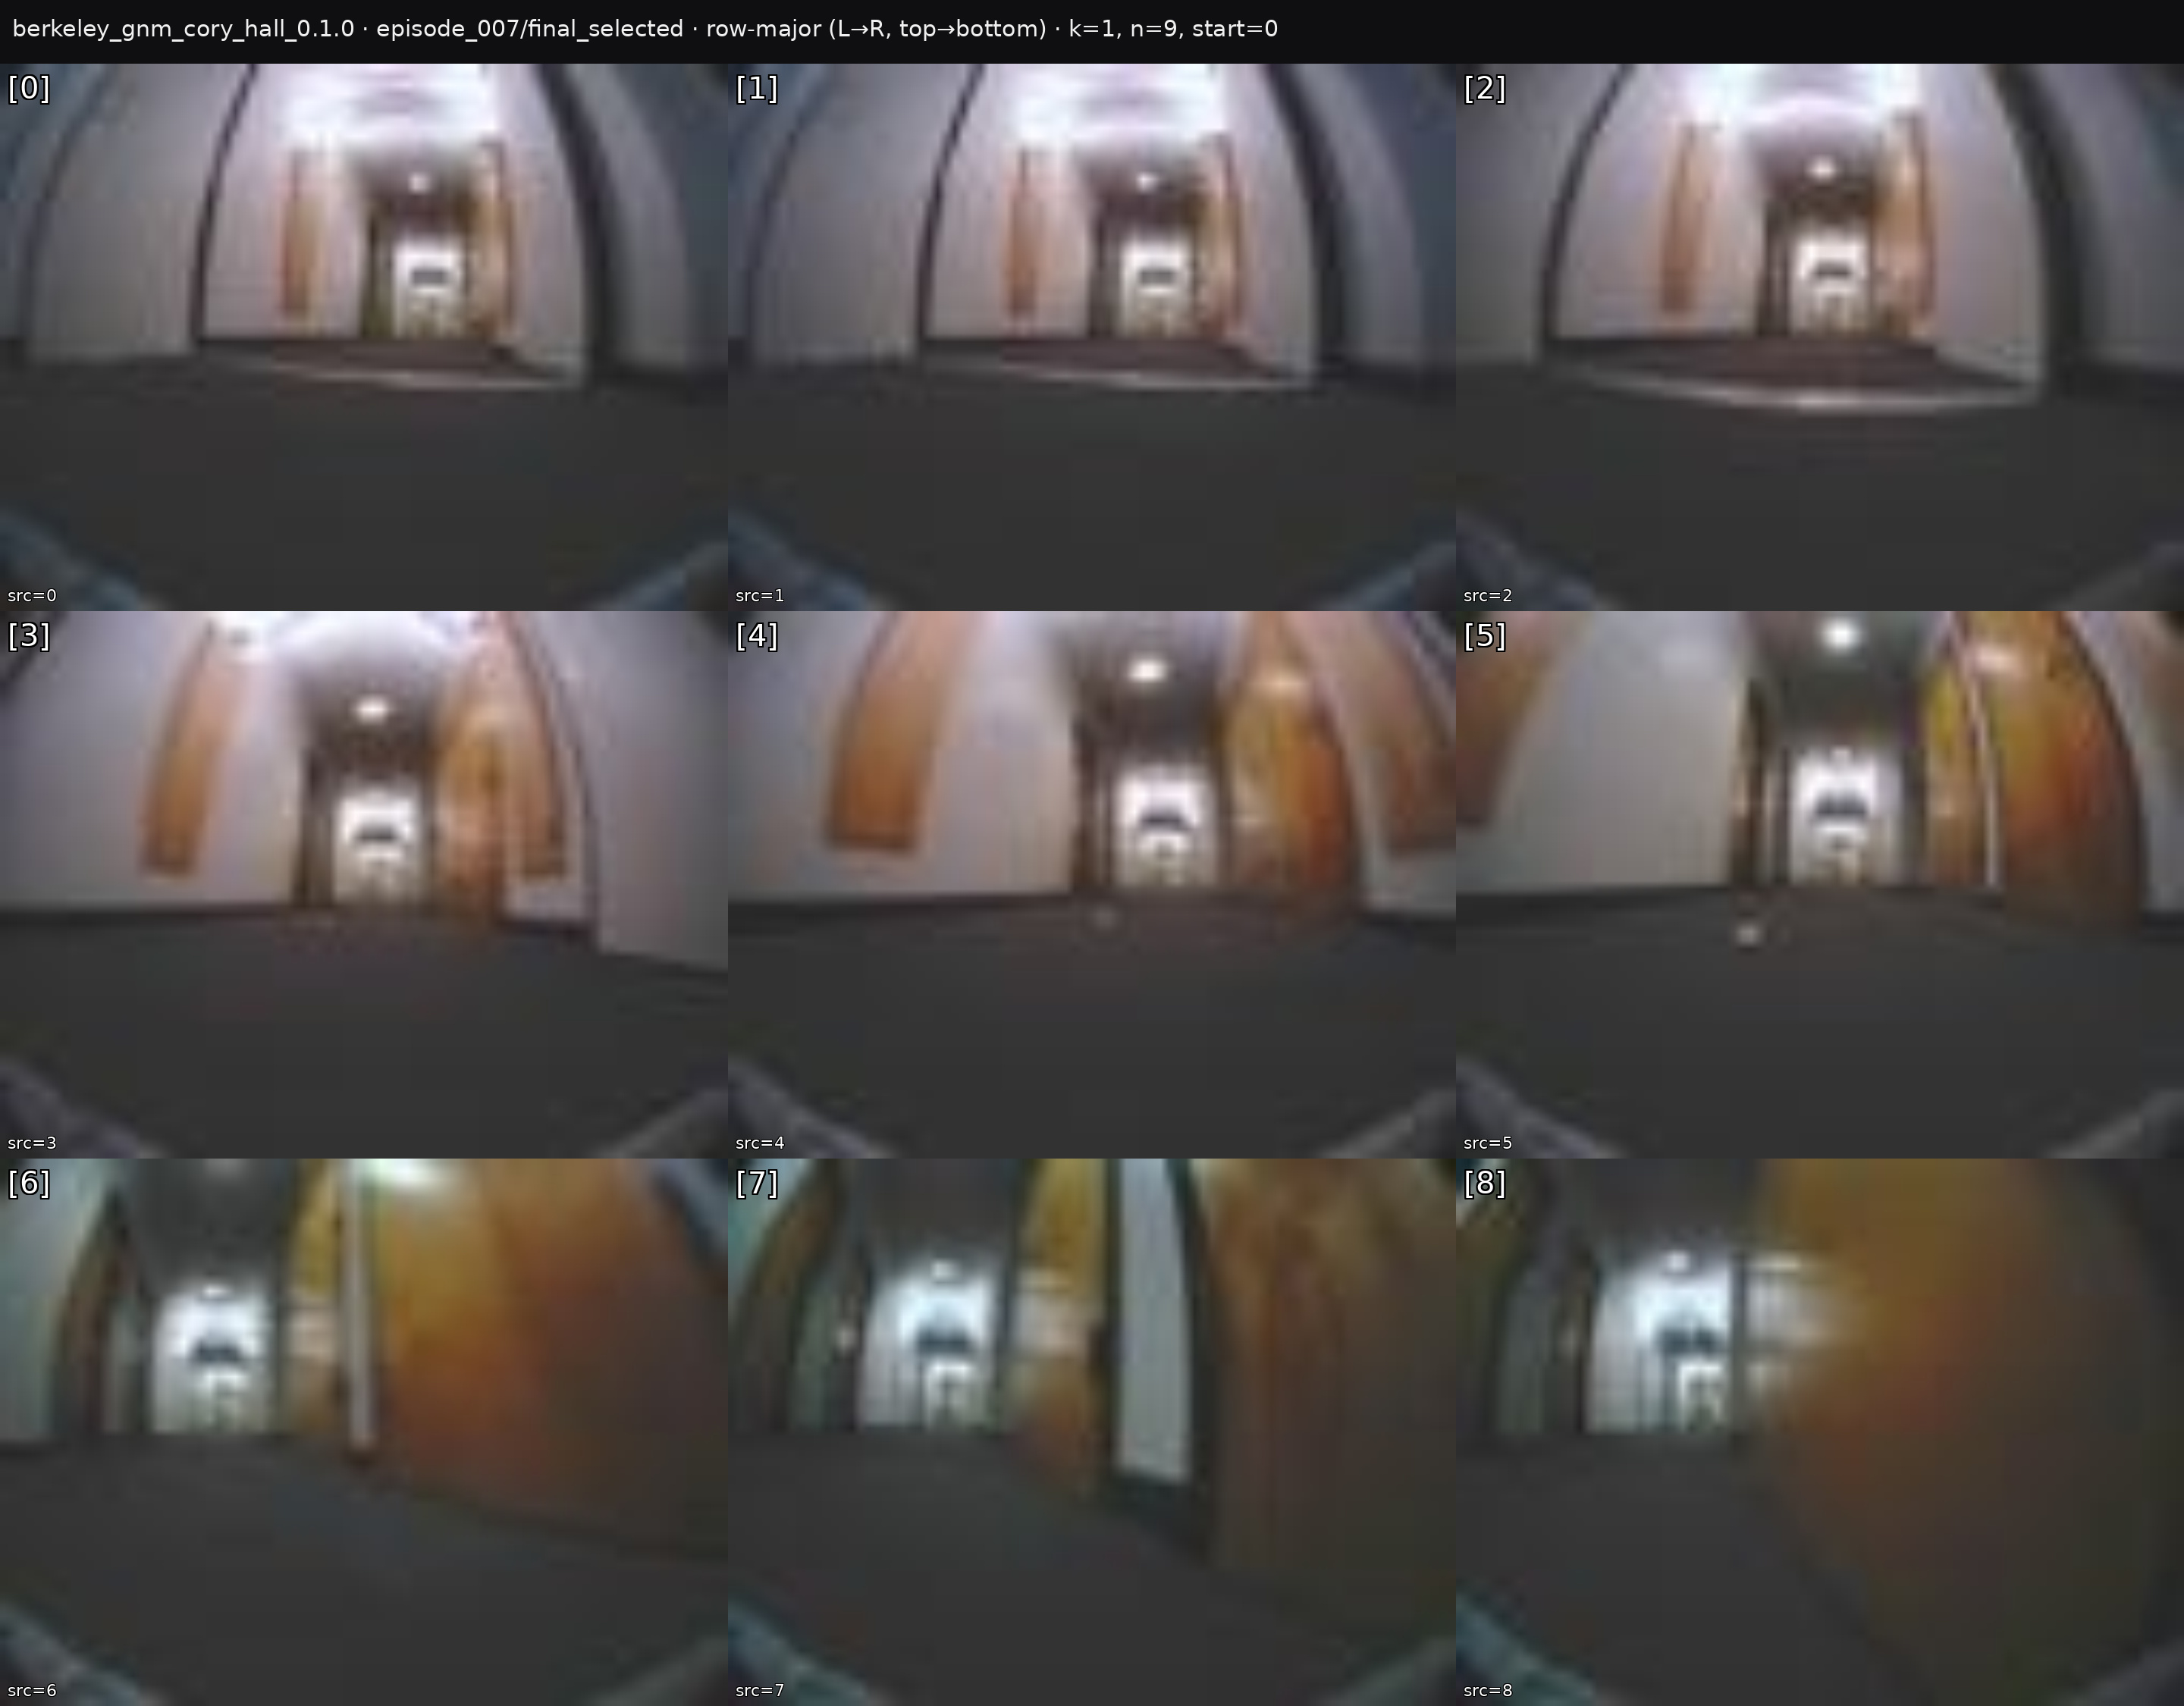 berkeley_gnm_cory_hall_0.1.0 · episode_007/final_selected · row-major (L→R, top→bottom) · k=1, n=9, start=0
[0]
[1]
[2]
src=0
src=1
src=2
[3]
[4]
[5]
src=3
src=4
src=5
[6]
[7]
[8]
src=6
src=7
src=8